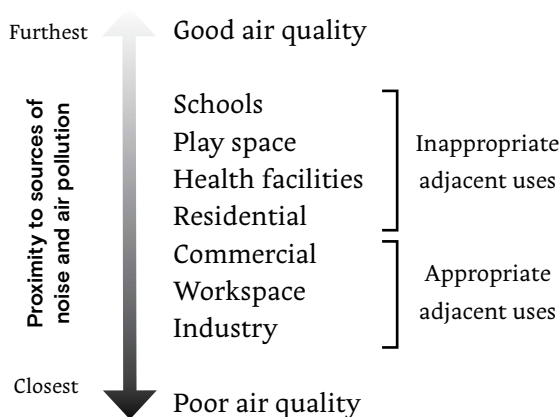 Furthest
Good air quality
Proximity to sources of
noise and air pollution
Schools
Play space
Health facilities
Residential
Commercial
Workspace
Industry
Inappropriate
adjacent uses
Appropriate
adjacent uses
Closest
Poor air quality